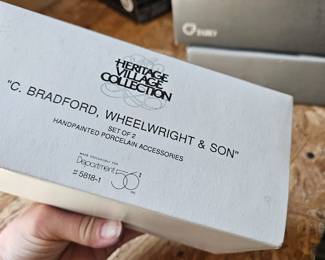 HERITAGE
VILLAGE
COLLECTION
"C. BRADFORD, WHEELWRIGHT & SON"
SET OF 2
HANDPAINTED PORCELAIN ACCESSORIES
Department 56
# 5818-1